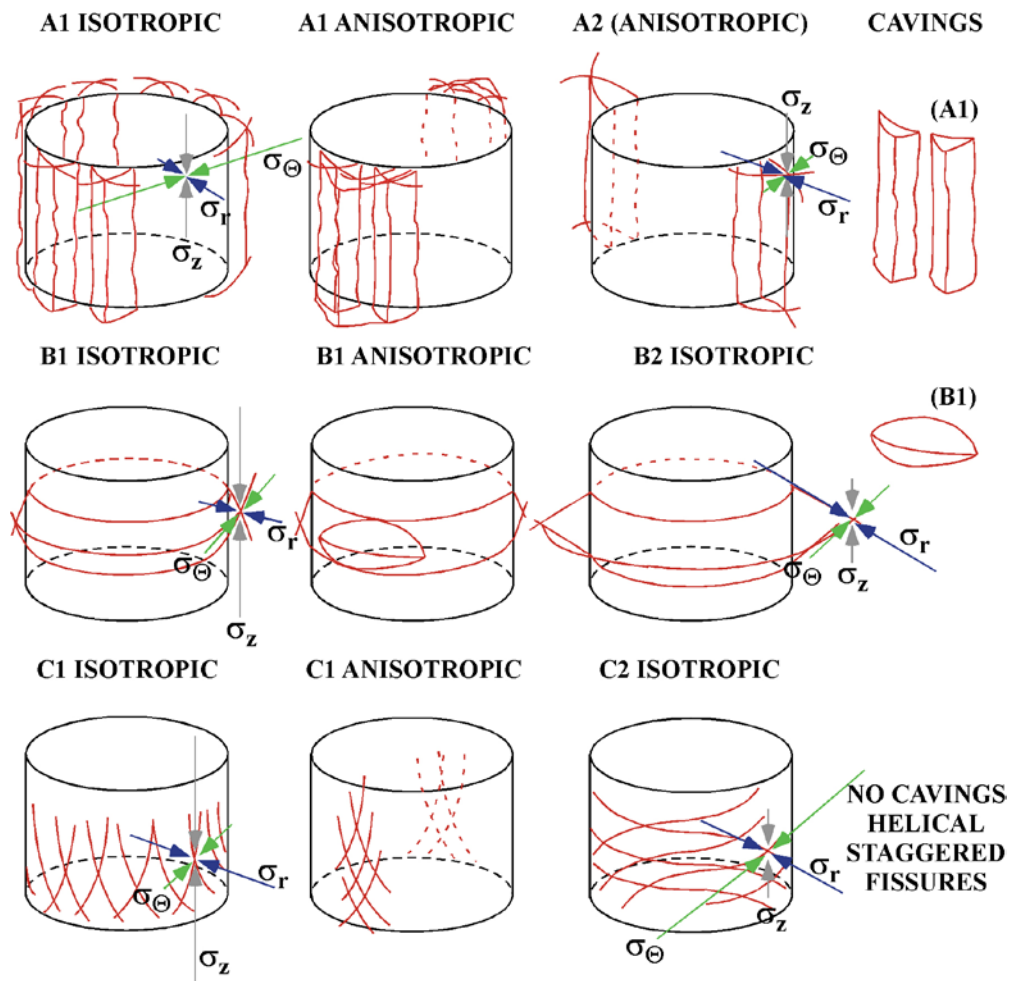 A1 ISOTROPIC
A1 ANISOTROPIC
A2 (ANISOTROPIC)
CAVINGS
(A1)
σΘ
σr
σz
σz
σΘ
σr
B1 ISOTROPIC
B1 ANISOTROPIC
B2 ISOTROPIC
(B1)
σr
σΘ
σz
σr
σΘ
σz
C1 ISOTROPIC
C1 ANISOTROPIC
C2 ISOTROPIC
σr
σΘ
σz
NO CAVINGS
HELICAL
STAGGERED
FISSURES
σr
σz
σΘ